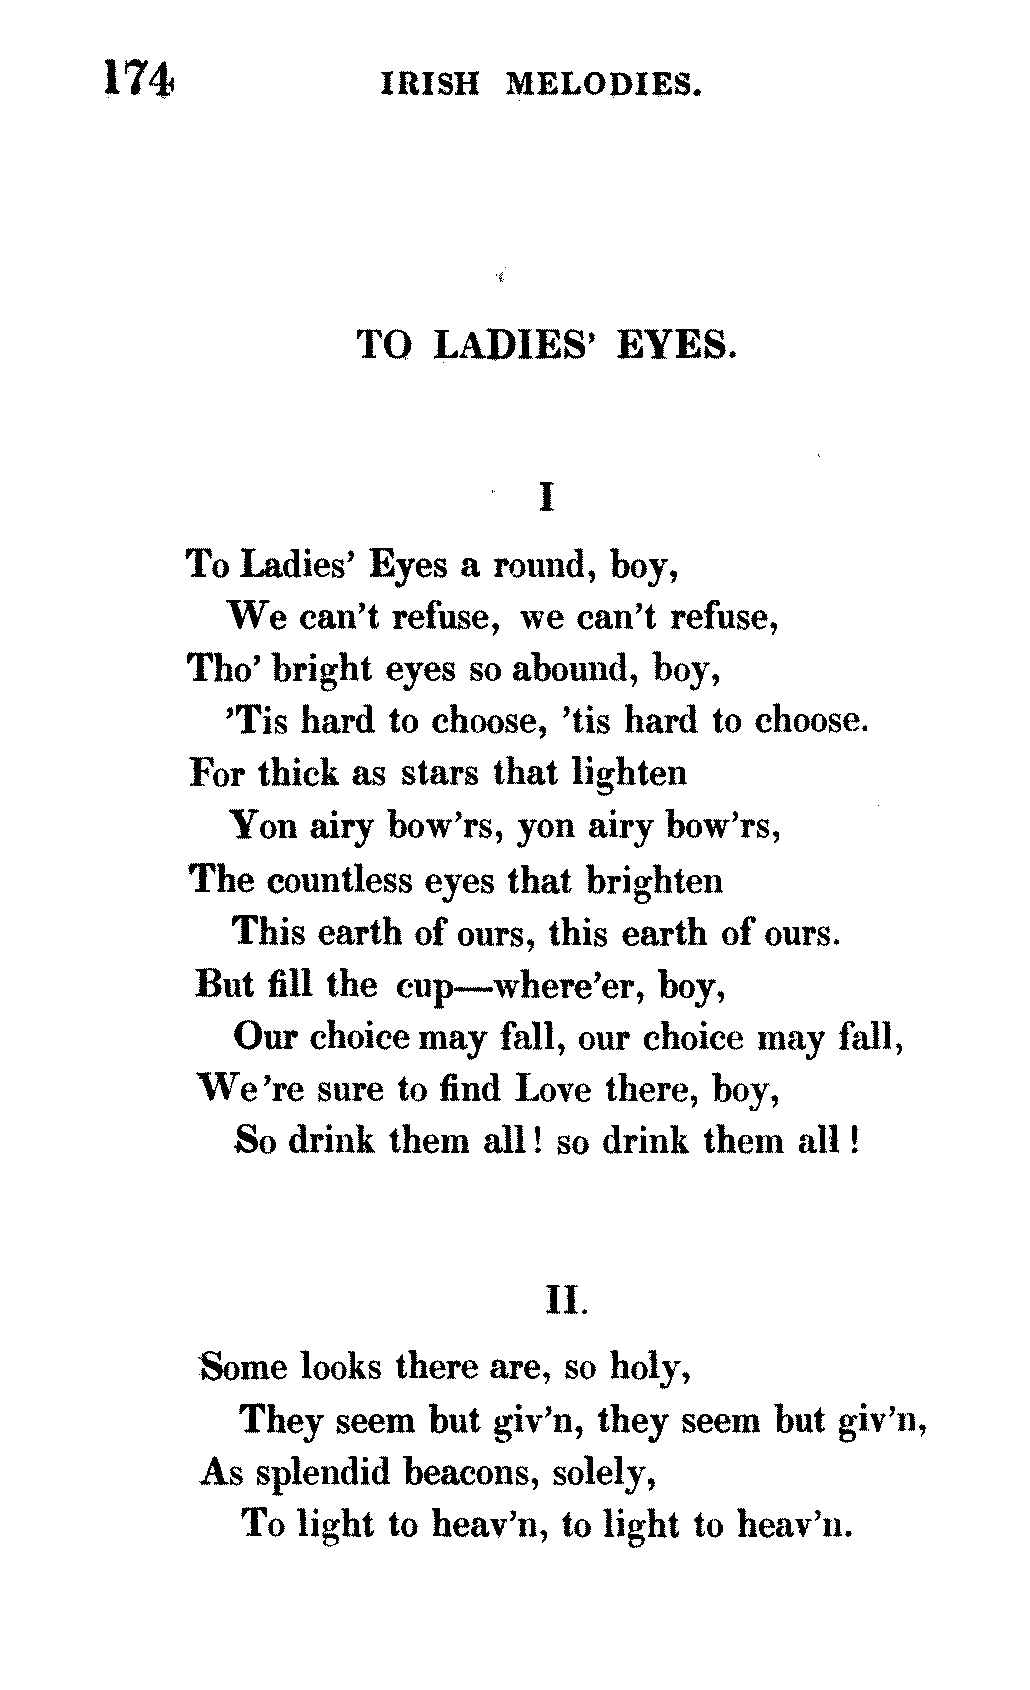 174 IRISH MELODIES.
TO LADIES' EYES.
I
To Ladies' Eyes a round, boy,
We can't refuse, we can't refuse,
Tho' bright eyes so abound, boy,
'Tis hard to choose, 'tis hard to choose.
For thick as stars that lighten
Yon airy bow'rs, yon airy bow'rs,
The countless eyes that brighten
This earth of ours, this earth of ours.
But fill the cup—where'er, boy,
Our choice may fall, our choice may fall,
We're sure to find Love there, boy,
So drink them all! so drink them all!
II.
Some looks there are, so holy,
They seem but giv'n, they seem but giv'n,
As splendid beacons, solely,
To light to heav'n, to light to heav'n.